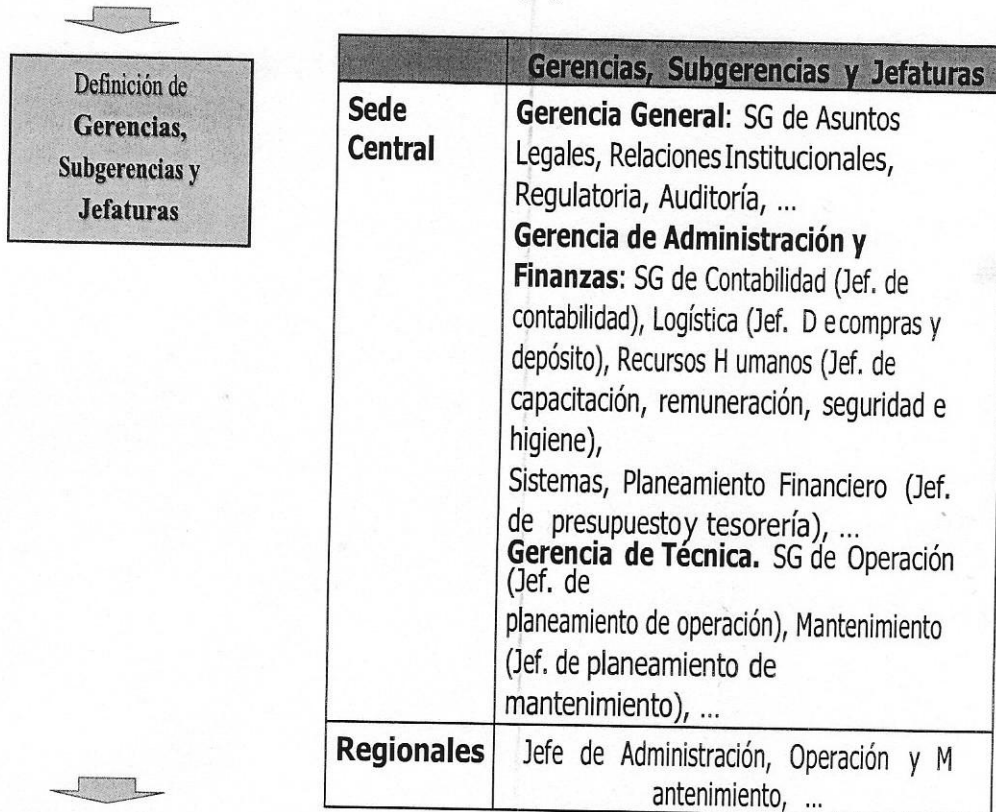 Definición de
Gerencias,
Subgerencias y
Jefaturas
Gerencias, Subgerencias y Jefaturas
Sede
Central
Gerencia General: SG de Asuntos
Legales, Relaciones Institucionales,
Regulatoria, Auditoría, ...
Gerencia de Administración y
Finanzas: SG de Contabilidad (Jef. de
contabilidad), Logística (Jef. D ecompras y
depósito), Recursos H umanos (Jef. de
capacitación, remuneración, seguridad e
higiene),
Sistemas, Planeamiento Financiero (Jef.
de presupuestoy tesorería), ...
Gerencia de Técnica. SG de Operación
(Jef. de
planeamiento de operación), Mantenimiento
(Jef. de planeamiento de
mantenimiento), ...
Regionales
Jefe de Administración, Operación y M
antenimiento, ...